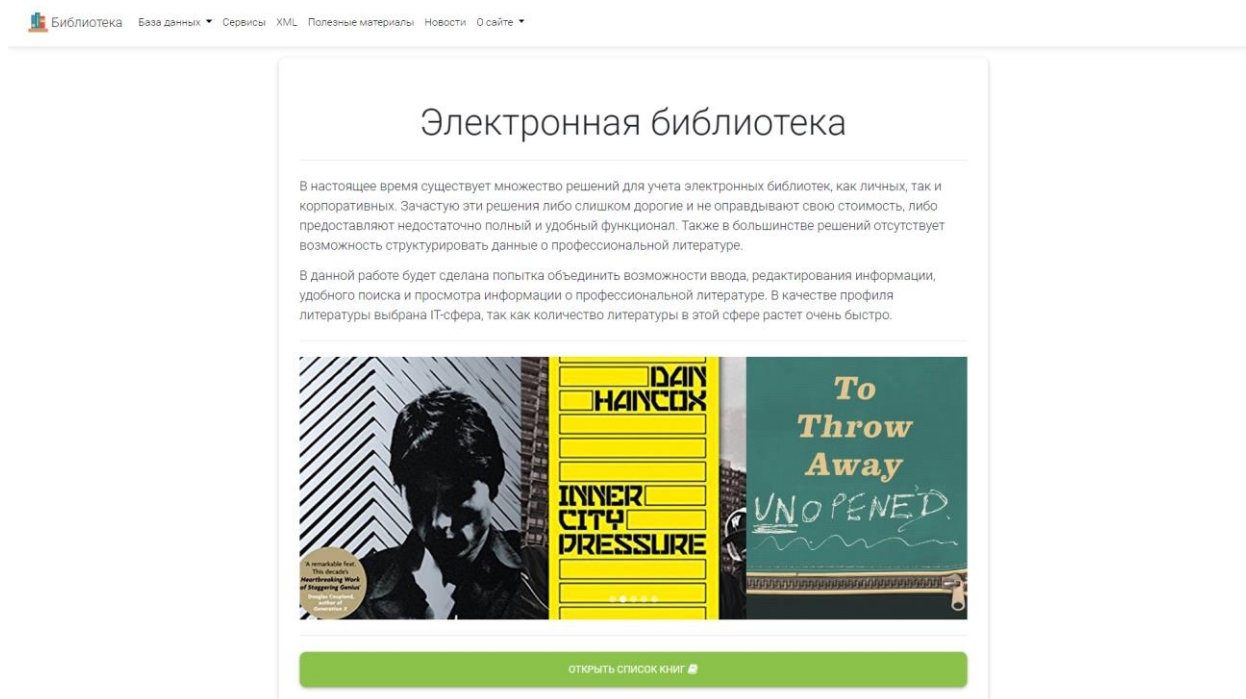 Библиотека База данных Сервисы XML Полезные материалы Новости О сайте
Электронная библиотека
В настоящее время существует множество решений для учета электронных библиотек, как личных, так и
корпоративных. Зачастую эти решения либо слишком дорогие и не оправдывают свою стоимость, либо
предоставляют недостаточно полный и удобный функционал. Также в большинстве решений отсутствует
возможность структурировать данные о профессиональной литературе.
В данной работе будет сделана попытка объединить возможности ввода, редактирования информации,
удобного поиска и просмотра информации о профессиональной литературе. В качестве профиля
литературы выбрана IT-сфера, так как количество литературы в этой сфере растет очень быстро.
'A remarkable feat.
This decade's
Heartbreaking Work
of Staggering Genius'
Douglas Coupland,
author of
Generation X
DAN
HANCOX
INNER
CITY
PRESSURE
W
To
Throw
Away
UNOPENED.
ОТКРЫТЬ СПИСОК КНИГ